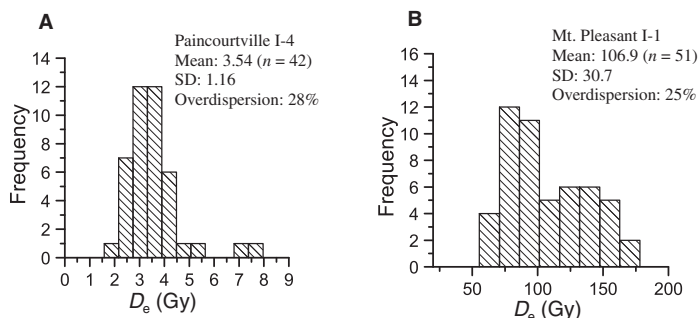 A
Paincourtville I-4
Mean: 3.54 (n = 42)
SD: 1.16
Overdispersion: 28%
Frequency
14
12
10
8
6
4
2
0
0 1 2 3 4 5 6 7 8 9
De (Gy)
B
Mt. Pleasant I-1
Mean: 106.9 (n = 51)
SD: 30.7
Overdispersion: 25%
Frequency
16
14
12
10
8
6
4
2
0
50 100 150 200
De (Gy)